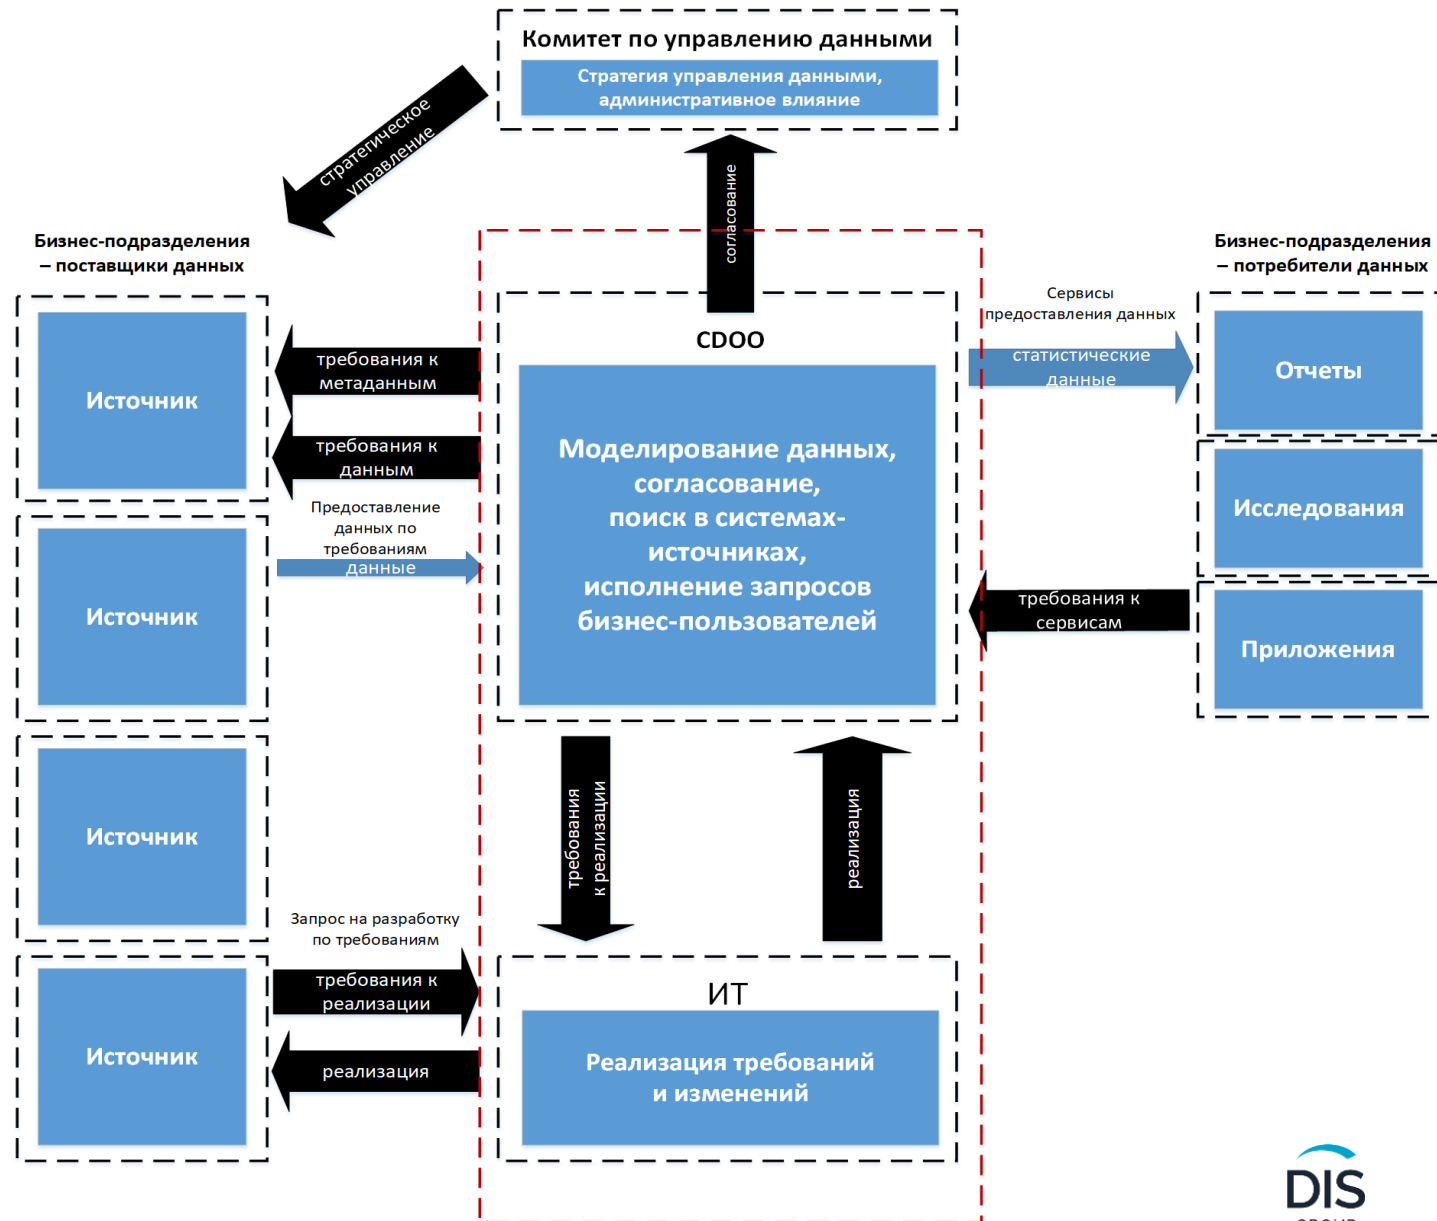 Комитет по управлению данными
Стратегия управления данными,
административное влияние
стратегическое
управление
согласование
Бизнес-подразделения
– поставщики данных
Бизнес-подразделения
– потребители данных
Источник
требования к
метаданным
требования к
данным
Предоставление
данных по
требованиям
данные
Источник
Источник
Запрос на разработку
по требованиям
требования к
реализации
реализация
Источник
CDOO
Моделирование данных,
согласование,
поиск в системах-
источниках,
исполнение запросов
бизнес-пользователей
требования
к реализации
реализация
ИТ
Реализация требований
и изменений
Сервисы
предоставления данных
статистические
данные
Отчеты
Исследования
требования к
сервисам
Приложения
DIS